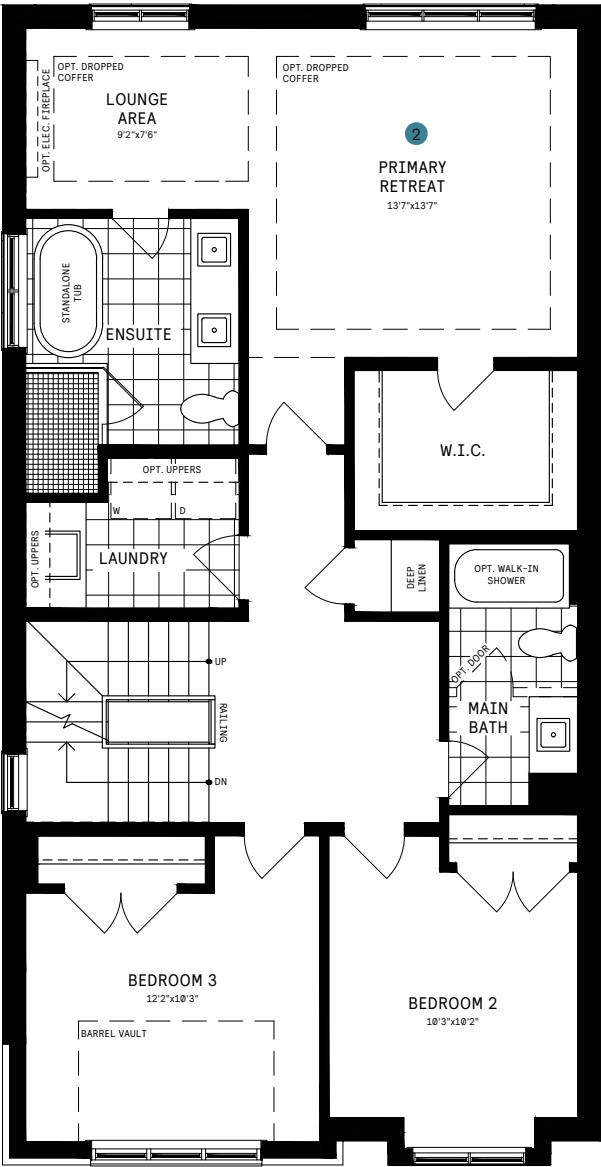 OPT. DROPPED
COFFER
OPT. ELEC. FIREPLACE
LOUNGE
AREA
9'2"x7'6"
OPT. DROPPED
COFFER
2
PRIMARY
RETREAT
13'7"x13'7"
STANDALONE
TUB
ENSUITE
W.I.C.
OPT. UPPERS
W
D
OPT. UPPERS
LAUNDRY
DEEP
LINEN
OPT. WALK-IN
SHOWER
OPT. DOOR
MAIN
BATH
UP
RAILING
DN
BEDROOM 3
12'2"x10'3"
BARREL VAULT
BEDROOM 2
10'3"x10'2"